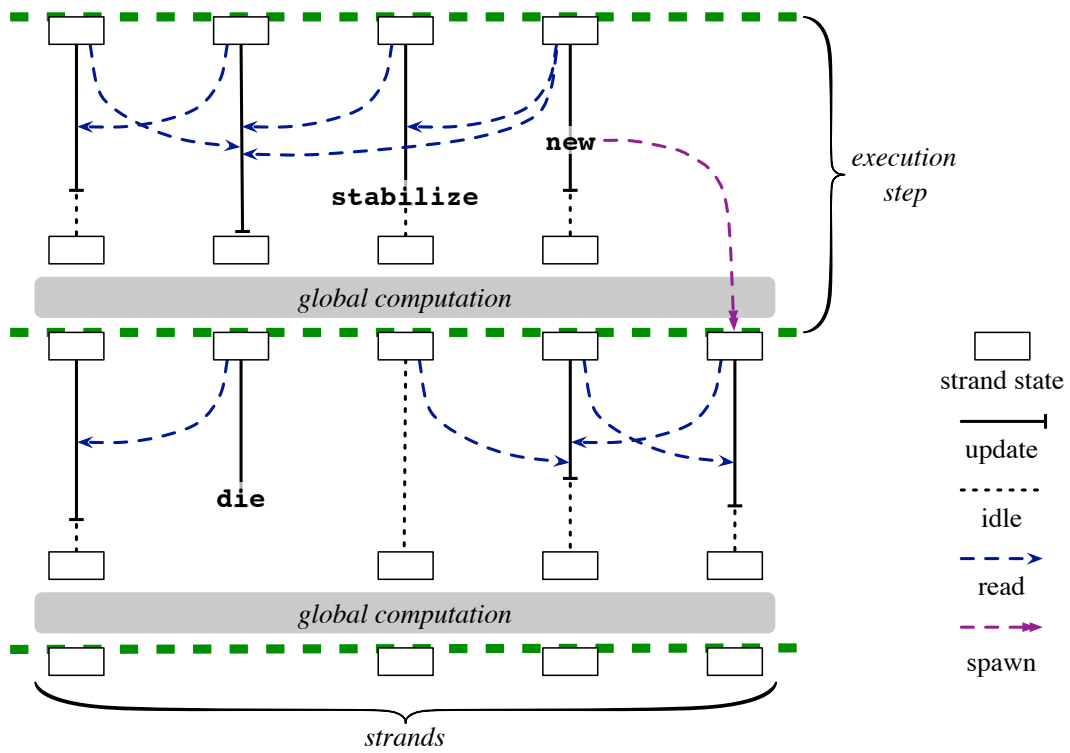 new
execution
step
stabilize
global computation
strand state
update
die
idle
read
global computation
spawn
strands